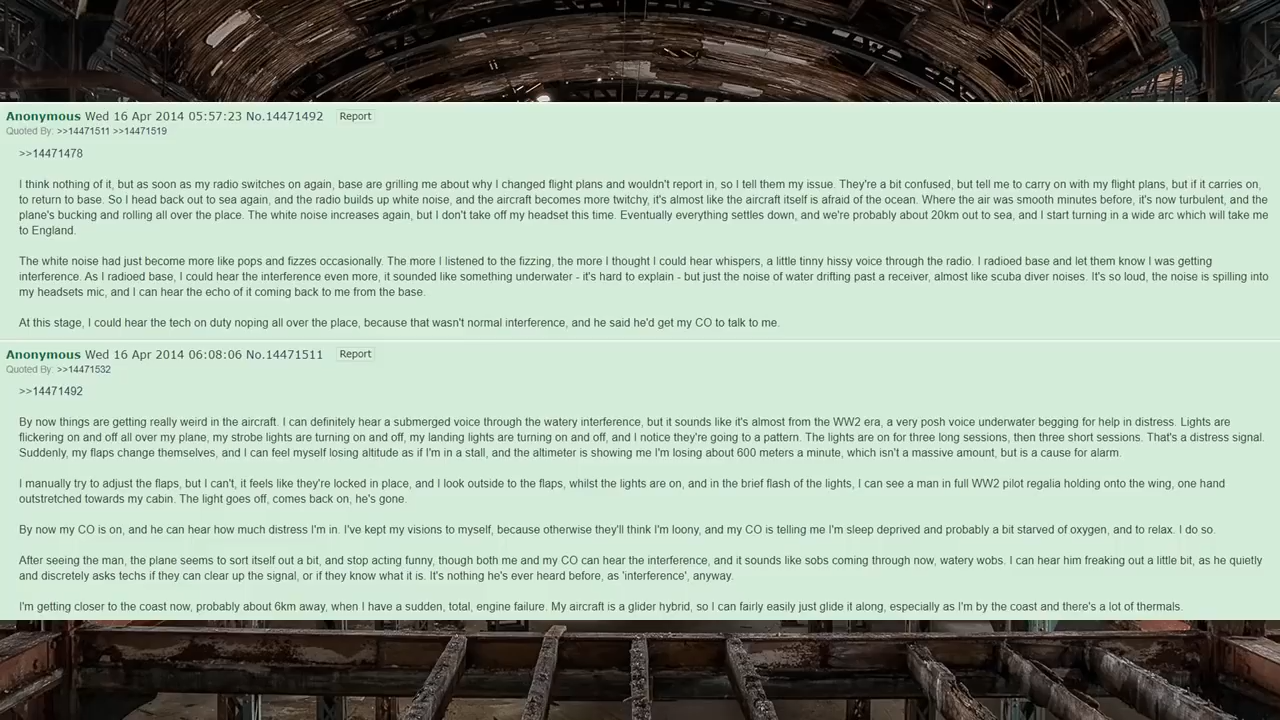 Anonymous Wed 16 Apr 2014 05:57:23 No.14471492 Report
Quoted By: >>14471511 >>14471519
>>14471478
I think nothing of it, but as soon as my radio switches on again, base are grilling me about why I changed flight plans and wouldn't report in, so I tell them my issue. They're a bit confused, but tell me to carry on with my flight plans, but if it carries on,
to return to base. So I head back out to sea again, and the radio builds up white noise, and the aircraft becomes more twitchy, it's almost like the aircraft itself is afraid of the ocean. Where the air was smooth minutes before, it's now turbulent, and the
plane's bucking and rolling all over the place. The white noise increases again, but I don't take off my headset this time. Eventually everything settles down, and we're probably about 20km out to sea, and I start turning in a wide arc which will take me
to England.
The white noise had just become more like pops and fizzes occasionally. The more I listened to the fizzing, the more I thought I could hear whispers, a little tinny hissy voice through the radio. I radioed base and let them know I was getting
interference. As I radioed base, I could hear the interference even more, it sounded like something underwater - it's hard to explain - but just the noise of water drifting past a receiver, almost like scuba diver noises. It's so loud, the noise is spilling into
my headsets mic, and I can hear the echo of it coming back to me from the base.
At this stage, I could hear the tech on duty noping all over the place, because that wasn't normal interference, and he said he'd get my CO to talk to me.
Anonymous Wed 16 Apr 2014 06:08:06 No.14471511 Report
Quoted By: >>14471532
>>14471492
By now things are getting really weird in the aircraft. I can definitely hear a submerged voice through the watery interference, but it sounds like it's almost from the WW2 era, a very posh voice underwater begging for help in distress. Lights are
flickering on and off all over my plane, my strobe lights are turning on and off, my landing lights are turning on and off, and I notice they're going to a pattern. The lights are on for three long sessions, then three short sessions. That's a distress signal.
Suddenly, my flaps change themselves, and I can feel myself losing altitude as if I'm in a stall, and the altimeter is showing me I'm losing about 600 meters a minute, which isn't a massive amount, but is a cause for alarm.
I manually try to adjust the flaps, but I can't, it feels like they're locked in place, and I look outside to the flaps, whilst the lights are on, and in the brief flash of the lights, I can see a man in full WW2 pilot regalia holding onto the wing, one hand
outstretched towards my cabin. The light goes off, comes back on, he's gone.
By now my CO is on, and he can hear how much distress I'm in. I've kept my visions to myself, because otherwise they'll think I'm loony, and my CO is telling me I'm sleep deprived and probably a bit starved of oxygen, and to relax. I do so.
After seeing the man, the plane seems to sort itself out a bit, and stop acting funny, though both me and my CO can hear the interference, and it sounds like sobs coming through now, watery wobs. I can hear him freaking out a little bit, as he quietly
and discretely asks techs if they can clear up the signal, or if they know what it is. It's nothing he's ever heard before, as 'interference', anyway.
I'm getting closer to the coast now, probably about 6km away, when I have a sudden, total, engine failure. My aircraft is a glider hybrid, so I can fairly easily just glide it along, especially as I'm by the coast and there's a lot of thermals.